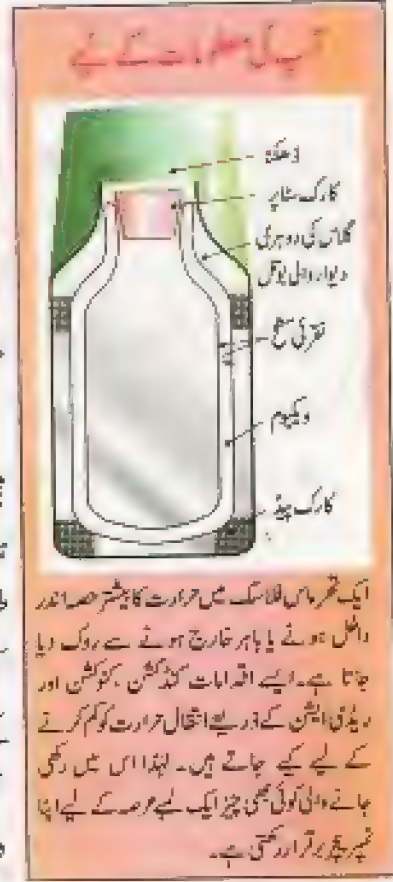 آپ کی معلومات کے لیے
ڈھکنا
کارک سٹاپر
گلاس کی دوہری
دیوار والی بوتل
نقرئی سطح
ویکیوم
کارک پیڈ
ایک تھرماس فلاسک میں حرارت کا بیشتر حصہ اندر
داخل ہونے یا باہر خارج ہونے سے روک دیا
جاتا ہے۔ ایسے اقدامات کنڈکشن، کنوکشن اور
ریڈی ایشن کے ذریعے انتقال حرارت کو کم کرنے
کے لیے کیے جاتے ہیں۔ لہٰذا اس میں رکھی
جانے والی کوئی بھی چیز ایک لمبے عرصہ کے لیے اپنا
ٹمپریچر برقرار رکھتی ہے۔